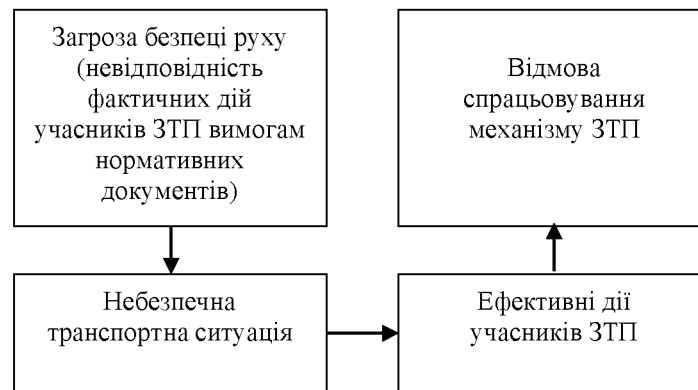 Загроза безпеці руху
(невідповідність
фактичних дій
учасників ЗТП вимогам
нормативних
документів)
Небезпечна
транспортна ситуація
Ефективні дії
учасників ЗТП
Відмова
спрацьовування
механізму ЗТП